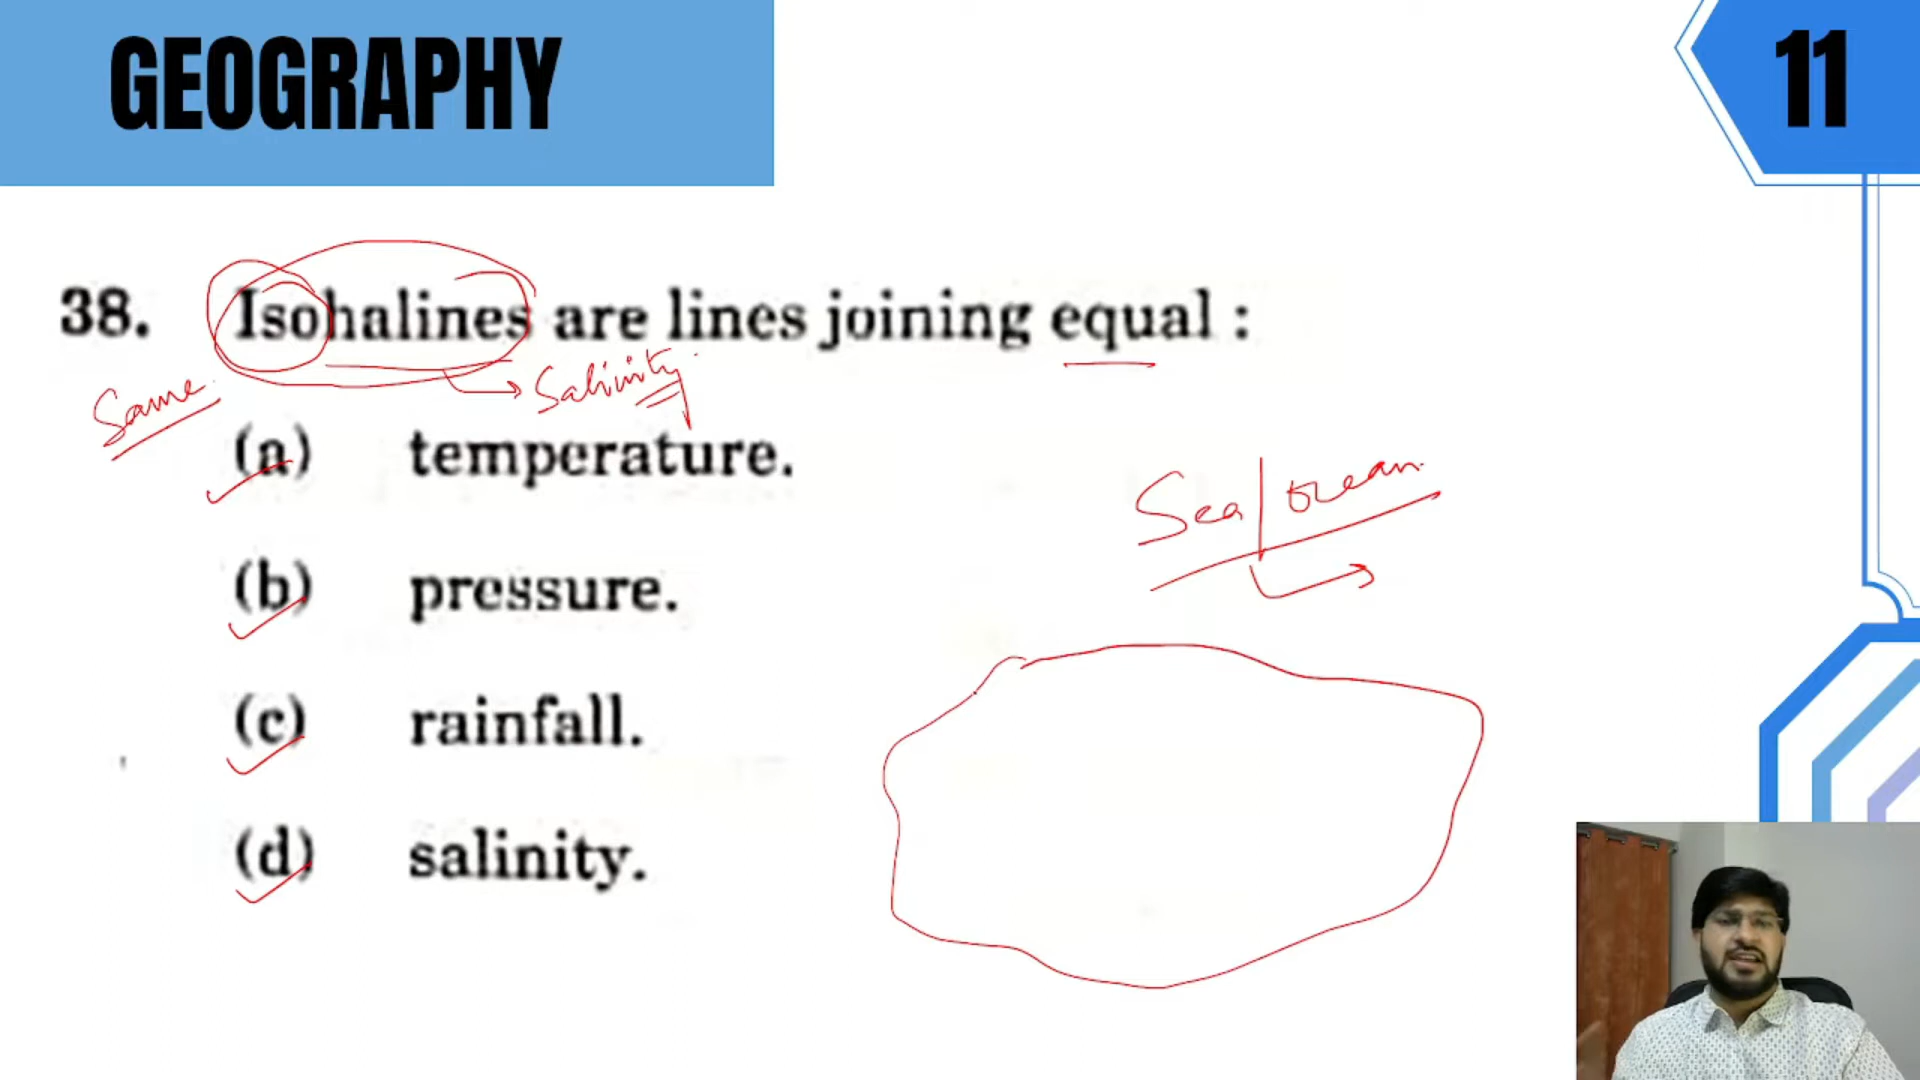 GEOGRAPHY
11
38. Isohalines are lines joining equal :
Same
Salinity
(a) temperature.
Sea/ocean
(b) pressure.
(c) rainfall.
(d) salinity.